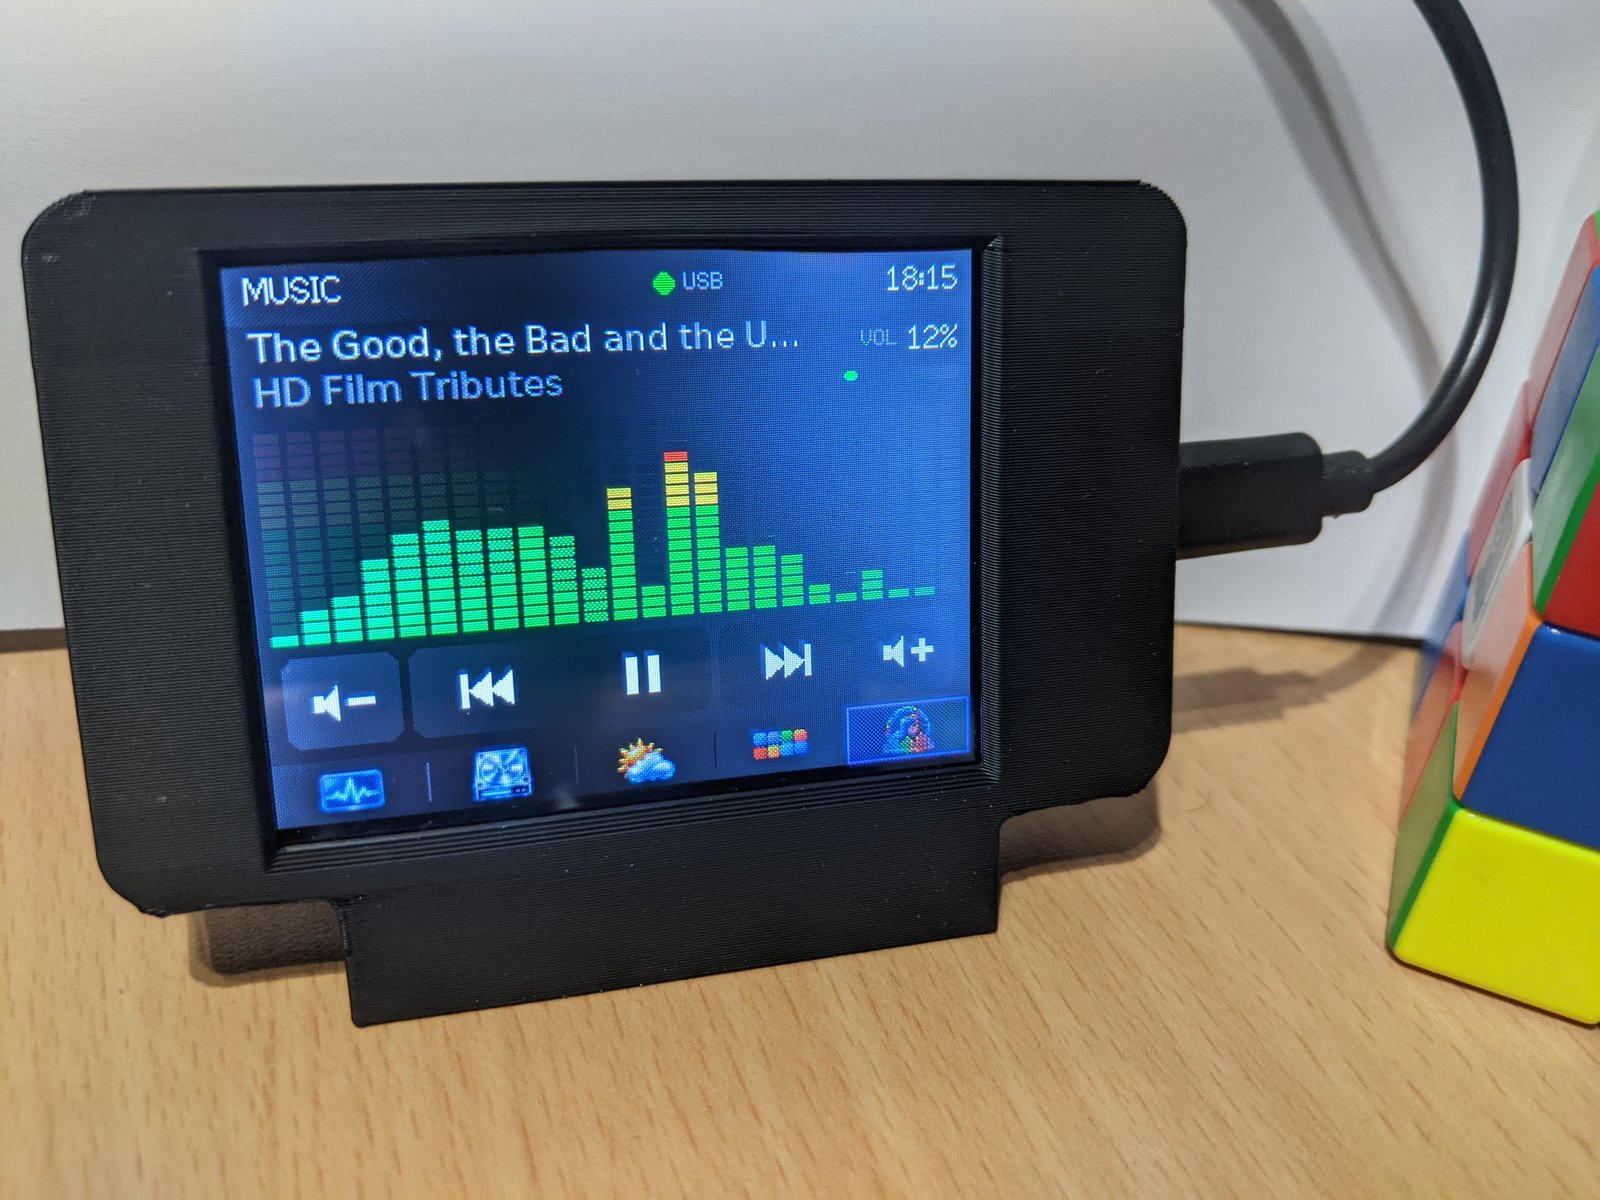 MUSIC USB 18:15
The Good, the Bad and the U... VOL 12%
HD Film Tributes